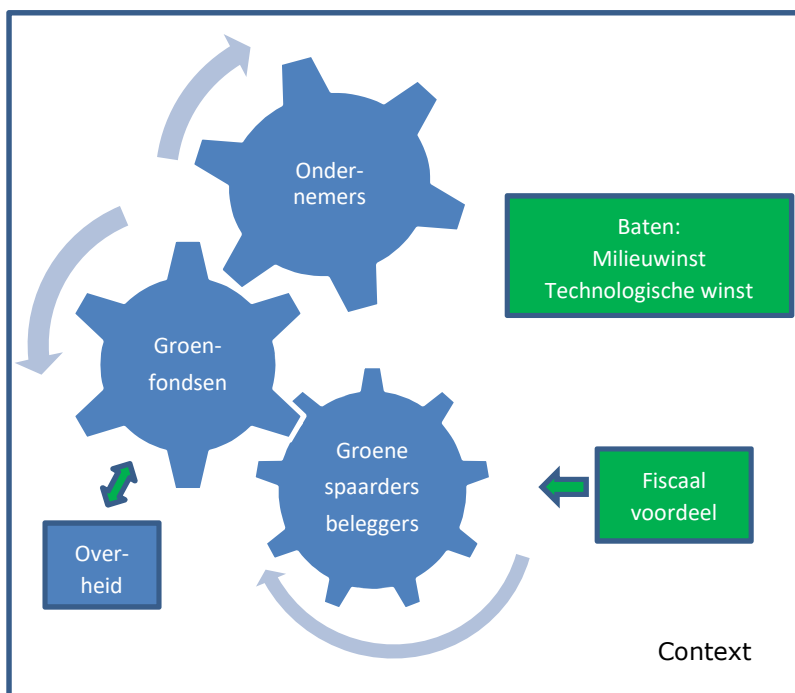 Onder-
nemers
Baten:
Milieuwinst
Technologische winst
Groen-
fondsen
Groene
spaarders
beleggers
Fiscaal
voordeel
Over-
heid
Context